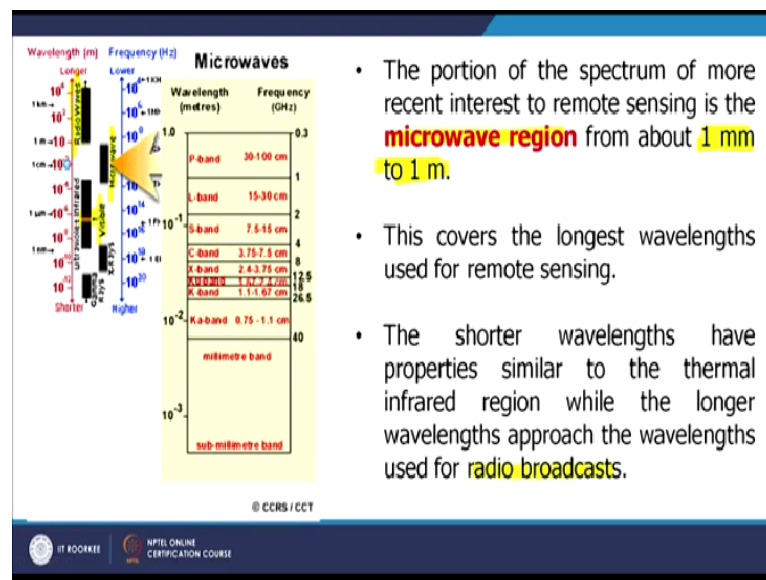 Wavelength (m) Frequency (Hz)
Longer Lower
Microwaves
Wavelength (metres) Frequency (GHz)
1.0 0.3
P-band 30-100 cm
1
L-band 15-30 cm
2
10-1 S-band 7.5-15 cm
4
C-band 3.75-7.5 cm
8
X-band 2.4-3.75 cm
12.5
18
K-band 1.1-1.67 cm
26.5
10-2 Ka-band 0.75 - 1.1 cm
40
millimetre band
10-3
sub-millimetre band
Radio Waves
Microwave
Infrared
Visible
Ultraviolet
X-Rays
Gamma Rays
Shorter Higher
© CCRS / CCT
• The portion of the spectrum of more
recent interest to remote sensing is the
microwave region from about 1 mm
to 1 m.
• This covers the longest wavelengths
used for remote sensing.
• The shorter wavelengths have
properties similar to the thermal
infrared region while the longer
wavelengths approach the wavelengths
used for radio broadcasts.
IIT ROORKEE
NPTEL ONLINE
CERTIFICATION COURSE